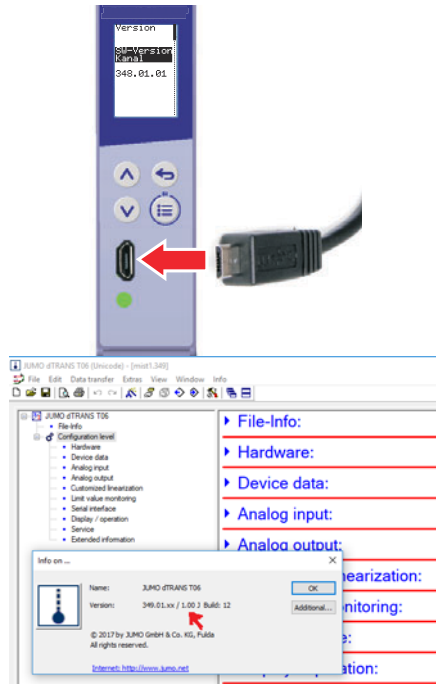 Version
SW-Version
Kanal
348.01.01
JUMO dTRANS T06 (Unicode) - [mist1.349]
File Edit Data transfer Extras View Window Info
JUMO dTRANS T06
File-Info
Configuration level
Hardware
Device data
Analog input
Analog output
Customized linearization
Limit value monitoring
Serial interface
Display / operation
Service
Extended information
File-Info:
Hardware:
Device data:
Analog input:
Analog output:
nearization:
nitoring:
e:
ation:
Info on ...
Name: JUMO dTRANS T06
Version: 349.01.xx / 1.00 J Build: 12
© 2017 by JUMO GmbH & Co. KG, Fulda
All rights reserved.
Internet: http://www.jumo.net
OK
Additional...